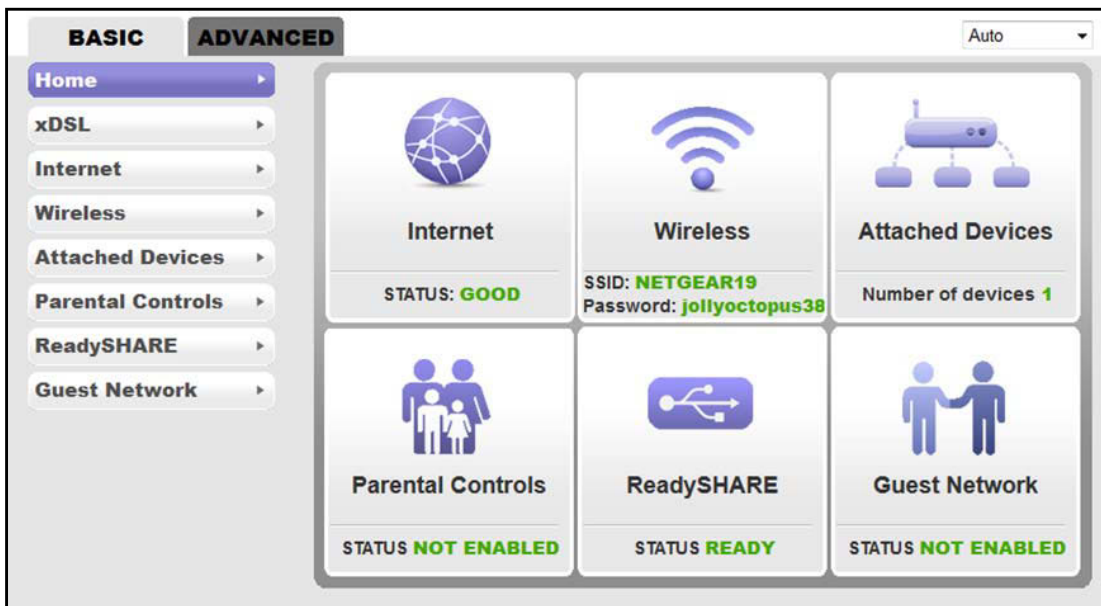 BASIC
ADVANCED
Auto
Home
xDSL
Internet
Wireless
Attached Devices
Parental Controls
ReadySHARE
Guest Network
Internet
STATUS: GOOD
Wireless
SSID: NETGEAR19
Password: jollyoctopus38
Attached Devices
Number of devices 1
Parental Controls
STATUS NOT ENABLED
ReadySHARE
STATUS READY
Guest Network
STATUS NOT ENABLED